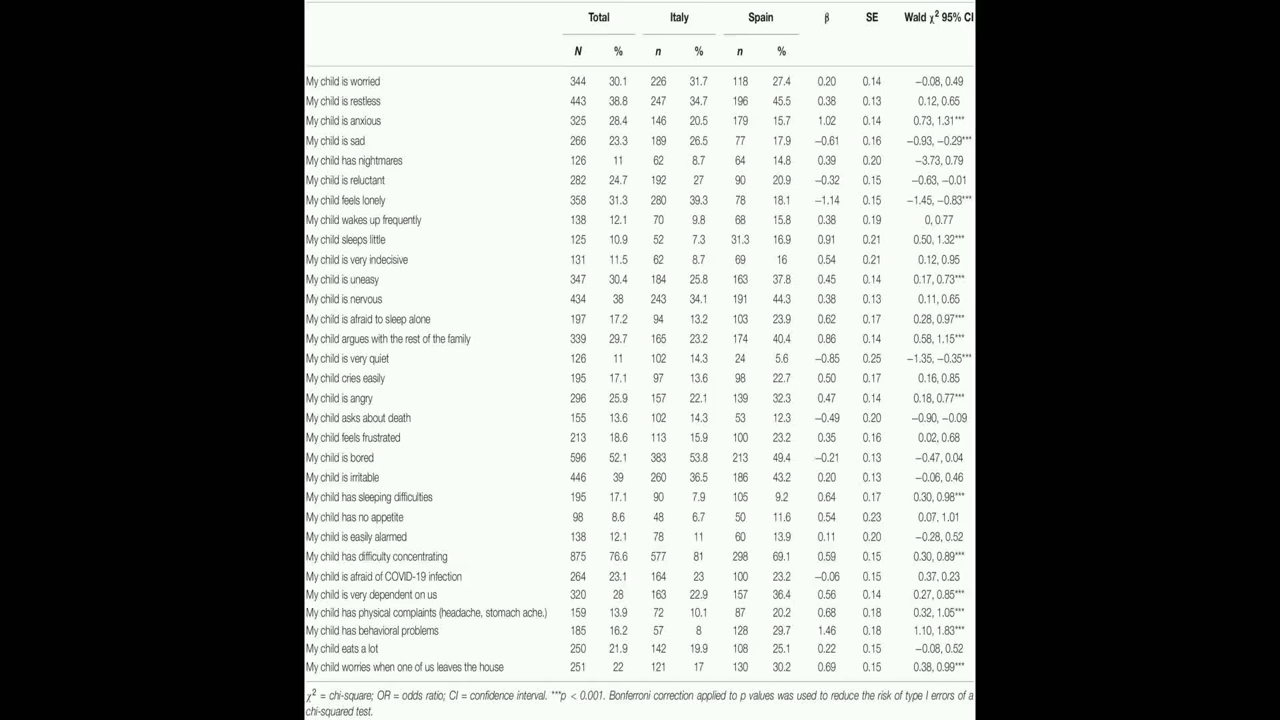 Total Italy Spain β SE Wald χ² 95% CI
N % n % n %
My child is worried 344 30.1 226 31.7 118 27.4 0.20 0.14 −0.08, 0.49
My child is restless 443 38.8 247 34.7 196 45.5 0.38 0.13 0.12, 0.65
My child is anxious 325 28.4 146 20.5 179 15.7 1.02 0.14 0.73, 1.31***
My child is sad 266 23.3 189 26.5 77 17.9 −0.61 0.16 −0.93, −0.29***
My child has nightmares 126 11 62 8.7 64 14.8 0.39 0.20 −3.73, 0.79
My child is reluctant 282 24.7 192 27 90 20.9 −0.32 0.15 −0.63, −0.01
My child feels lonely 358 31.3 280 39.3 78 18.1 −1.14 0.15 −1.45, −0.83***
My child wakes up frequently 138 12.1 70 9.8 68 15.8 0.38 0.19 0, 0.77
My child sleeps little 125 10.9 52 7.3 31.3 16.9 0.91 0.21 0.50, 1.32***
My child is very indecisive 131 11.5 62 8.7 69 16 0.54 0.21 0.12, 0.95
My child is uneasy 347 30.4 184 25.8 163 37.8 0.45 0.14 0.17, 0.73***
My child is nervous 434 38 243 34.1 191 44.3 0.38 0.13 0.11, 0.65
My child is afraid to sleep alone 197 17.2 94 13.2 103 23.9 0.62 0.17 0.28, 0.97***
My child argues with the rest of the family 339 29.7 165 23.2 174 40.4 0.86 0.14 0.58, 1.15***
My child is very quiet 126 11 102 14.3 24 5.6 −0.85 0.25 −1.35, −0.35***
My child cries easily 195 17.1 97 13.6 98 22.7 0.50 0.17 0.16, 0.85
My child is angry 296 25.9 157 22.1 139 32.3 0.47 0.14 0.18, 0.77***
My child asks about death 155 13.6 102 14.3 53 12.3 −0.49 0.20 −0.90, −0.09
My child feels frustrated 213 18.6 113 15.9 100 23.2 0.35 0.16 0.02, 0.68
My child is bored 596 52.1 383 53.8 213 49.4 −0.21 0.13 −0.47, 0.04
My child is irritable 446 39 260 36.5 186 43.2 0.20 0.13 −0.06, 0.46
My child has sleeping difficulties 195 17.1 90 7.9 105 9.2 0.64 0.17 0.30, 0.98***
My child has no appetite 98 8.6 48 6.7 50 11.6 0.54 0.23 0.07, 1.01
My child is easily alarmed 138 12.1 78 11 60 13.9 0.11 0.20 −0.28, 0.52
My child has difficulty concentrating 875 76.6 577 81 298 69.1 0.59 0.15 0.30, 0.89***
My child is afraid of COVID-19 infection 264 23.1 164 23 100 23.2 −0.06 0.15 0.37, 0.23
My child is very dependent on us 320 28 163 22.9 157 36.4 0.56 0.14 0.27, 0.85***
My child has physical complaints (headache, stomach ache.) 159 13.9 72 10.1 87 20.2 0.68 0.18 0.32, 1.05***
My child has behavioral problems 185 16.2 57 8 128 29.7 1.46 0.18 1.10, 1.83***
My child eats a lot 250 21.9 142 19.9 108 25.1 0.22 0.15 −0.08, 0.52
My child worries when one of us leaves the house 251 22 121 17 130 30.2 0.69 0.15 0.38, 0.99***
χ² = chi-square; OR = odds ratio; CI = confidence interval. ***p < 0.001. Bonferroni correction applied to p values was used to reduce the risk of type I errors of a
chi-squared test.